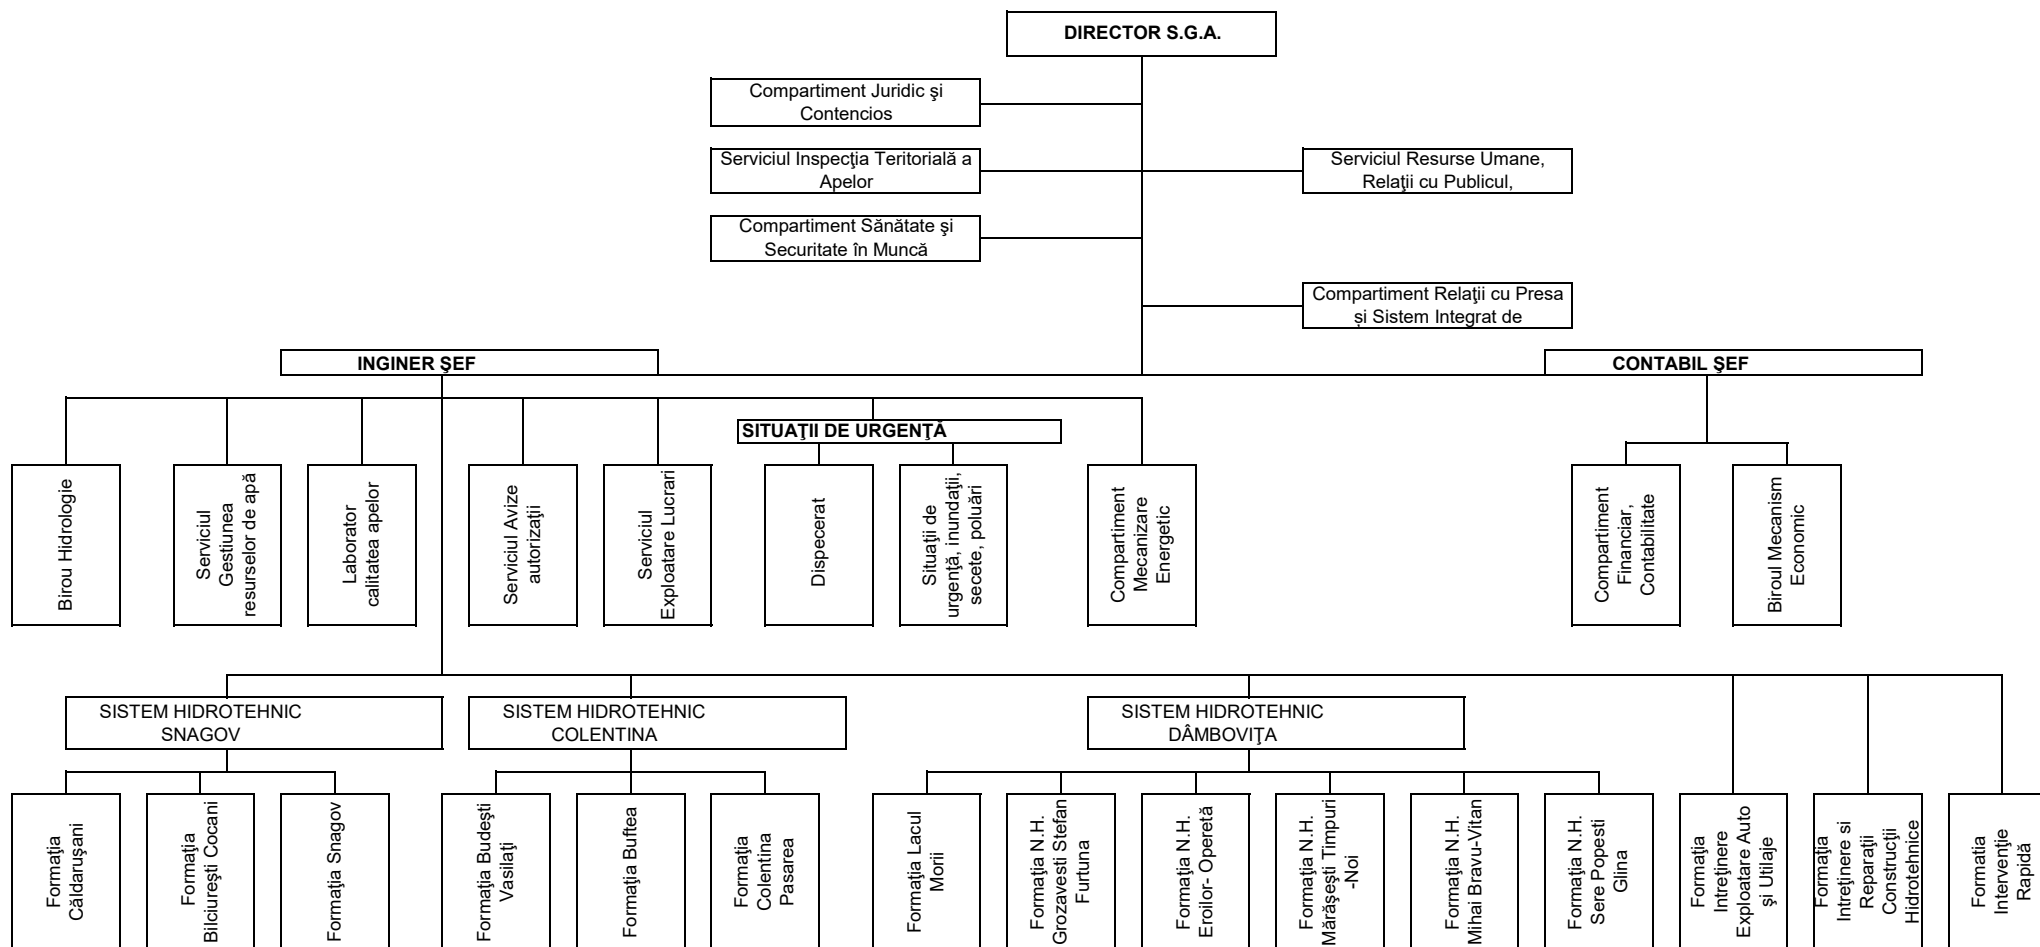 DIRECTOR S.G.A.
Compartiment Juridic şi
Contencios
Serviciul Inspecţia Teritorială a
Apelor
Serviciul Resurse Umane,
Relaţii cu Publicul,
Compartiment Sănătate şi
Securitate în Muncă
Compartiment Relaţii cu Presa
și Sistem Integrat de
INGINER ŞEF
CONTABIL ŞEF
SITUAŢII DE URGENŢĂ
Birou Hidrologie
Serviciul
Gestiunea
resurselor de apă
Laborator
calitatea apelor
Serviciul Avize
autorizaţii
Serviciul
Exploatare Lucrari
Dispecerat
Situaţii de
urgenţă, inundaţii,
secete, poluări
Compartiment
Mecanizare
Energetic
Compartiment
Financiar,
Contabilitate
Biroul Mecanism
Economic
SISTEM HIDROTEHNIC
SNAGOV
SISTEM HIDROTEHNIC
COLENTINA
SISTEM HIDROTEHNIC
DÂMBOVIŢA
Formaţia
Căldaruşani
Formaţia
Bilciureşti Cocani
Formaţia Snagov
Formaţia Budeşti
Vasilaţi
Formaţia Buftea
Formaţia
Colentina
Pasarea
Formaţia Lacul
Morii
Formaţia N.H.
Grozavesti Stefan
Furtuna
Formaţia N.H.
Eroilor- Operetă
Formaţia N.H.
Mărăşeşti Timpuri
-Noi
Formaţia N.H.
Mihai Bravu-Vitan
Formaţia N.H.
Sere Popesti
Glina
Formaţia
Intreţinere
Exploatare Auto
şi Utilaje
Formaţia
Intreţinere si
Reparaţii
Construcţii
Hidrotehnice
Formatia
Intervenţie
Rapidă